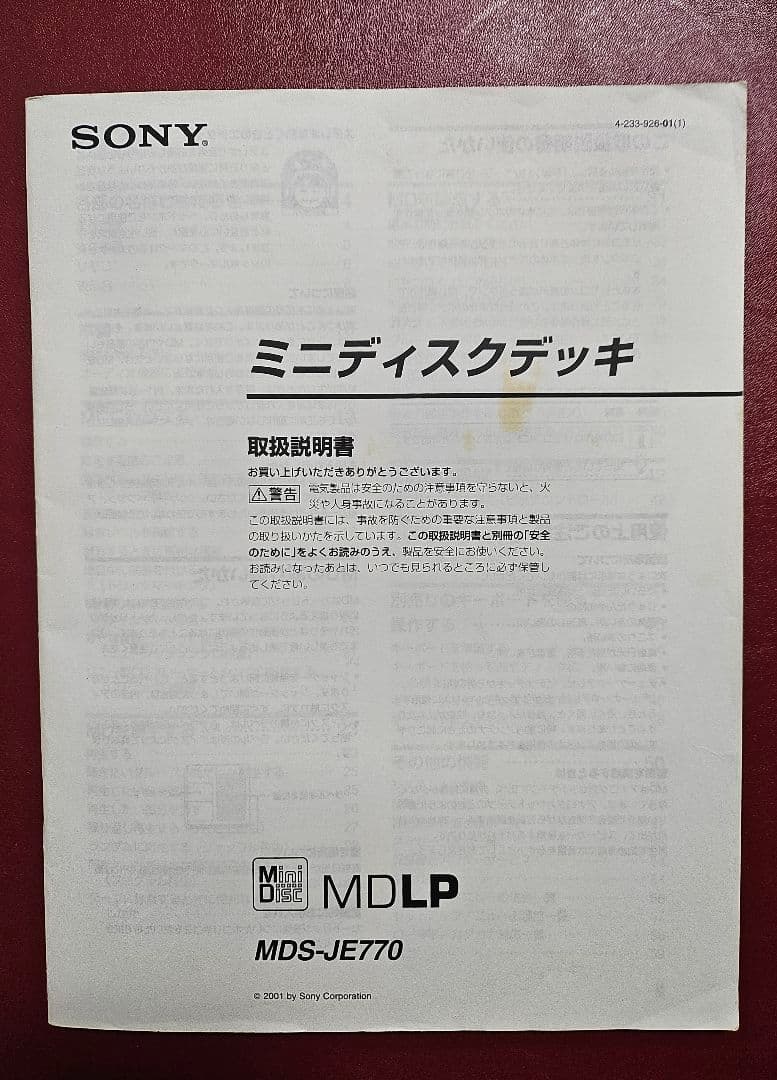 SONY®
4-233-926-01(1)
ミニディスクデッキ
取扱説明書
お買い上げいただきありがとうございます。
⚠警告 電気製品は安全のための注意事項を守らないと、火
災や人身事故になることがあります。
この取扱説明書には、事故を防ぐための重要な注意事項と製品
の取り扱いかたを示しています。この取扱説明書と別冊の「安全
のために」をよくお読みのうえ、製品を安全にお使いください。
お読みになったあとは、いつでも見られるところに必ず保管し
てください。
Mini
Disc
MDLP
MDS-JE770
© 2001 by Sony Corporation